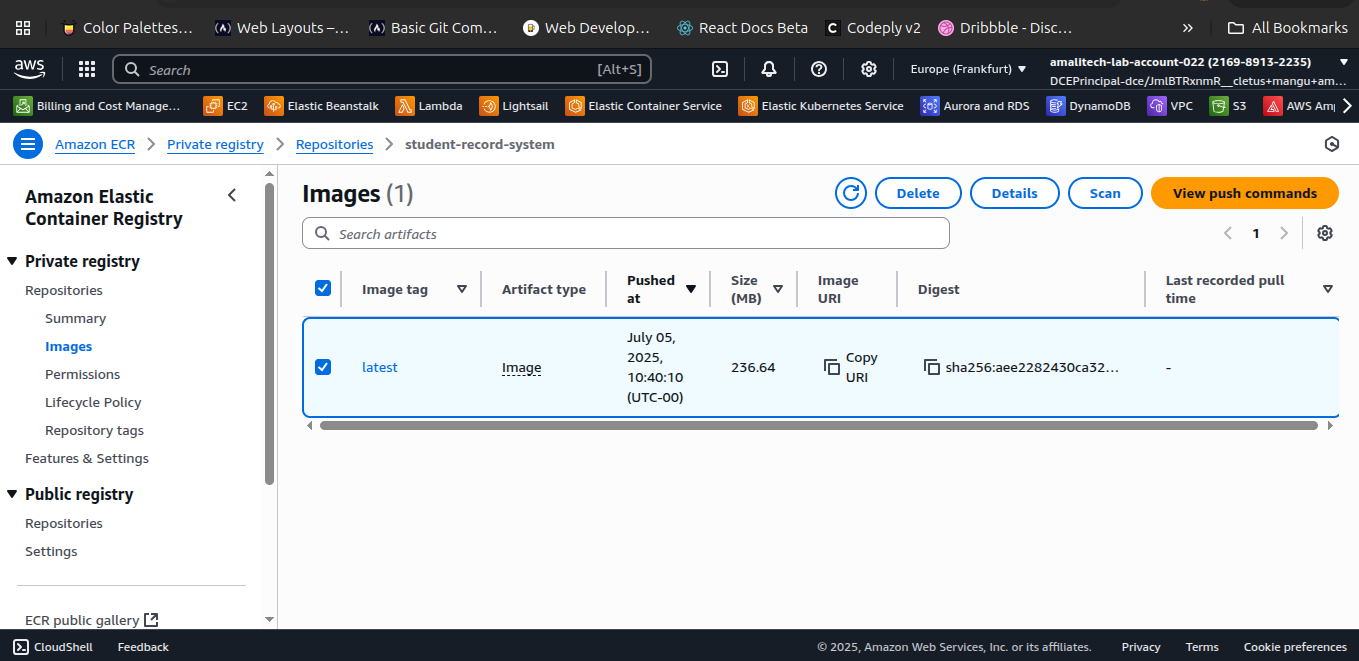 Color Palettes... Web Layouts –... Basic Git Com... Web Develop... React Docs Beta Codeply v2 Dribbble - Disc... » All Bookmarks
aws Search [Alt+S] Europe (Frankfurt) amalitech-lab-account-022 (2169-8913-2235)
DCEPrincipal-dce/JmlBTRxnmR__cletus+mangu+am...
Billing and Cost Manage... EC2 Elastic Beanstalk Lambda Lightsail Elastic Container Service Elastic Kubernetes Service Aurora and RDS DynamoDB VPC S3 AWS Am
Amazon ECR Private registry Repositories student-record-system
Amazon Elastic
Container Registry
Private registry
Repositories
Summary
Images
Permissions
Lifecycle Policy
Repository tags
Features & Settings
Public registry
Repositories
Settings
ECR public gallery
Images (1) Delete Details Scan View push commands
Search artifacts 1
Image tag Artifact type Pushed at Size (MB) Image URI Digest Last recorded pull time
latest Image July 05, 2025, 10:40:10 (UTC-00) 236.64 Copy URI sha256:aee2282430ca32... -
CloudShell Feedback © 2025, Amazon Web Services, Inc. or its affiliates. Privacy Terms Cookie preferences